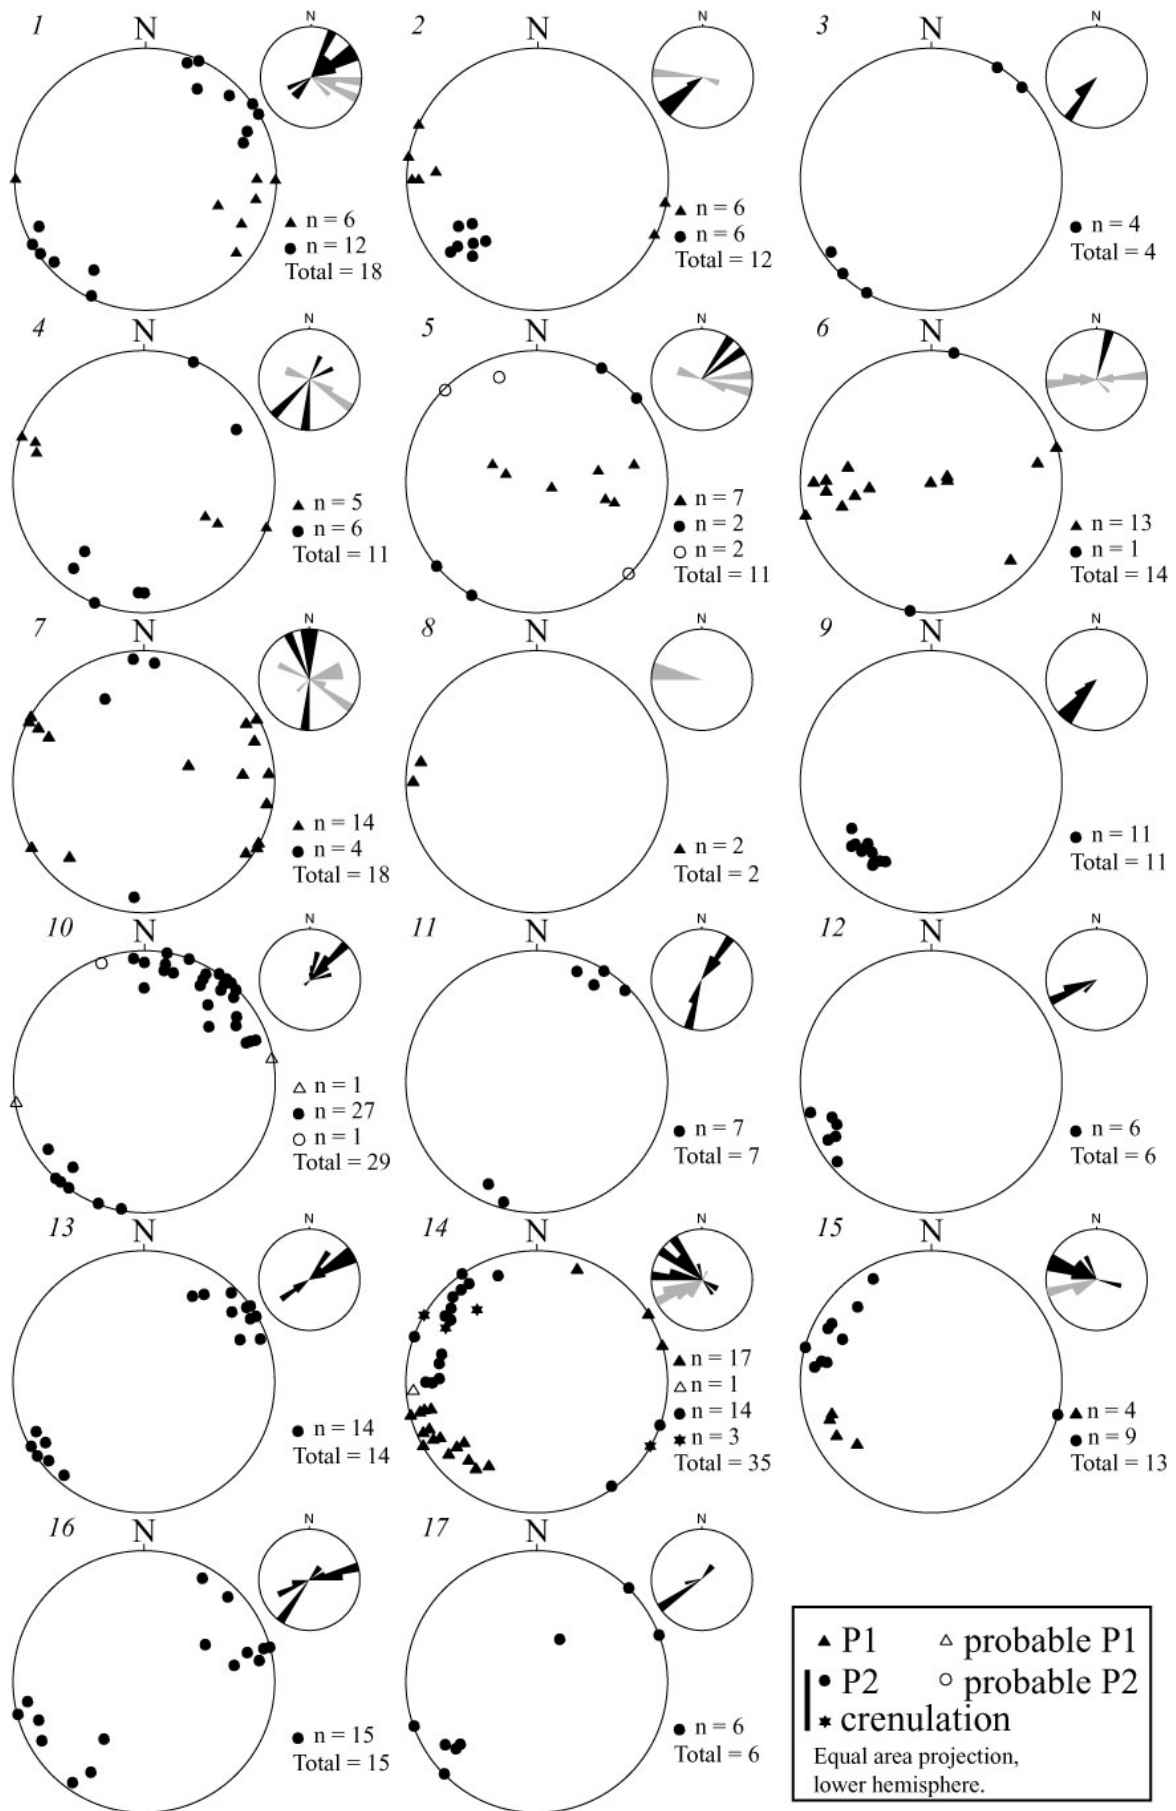 1
N
N
n = 6
n = 12
Total = 18
2
N
N
n = 6
n = 6
Total = 12
3
N
N
n = 4
Total = 4
4
N
N
n = 5
n = 6
Total = 11
5
N
N
n = 7
n = 2
n = 2
Total = 11
6
N
N
n = 13
n = 1
Total = 14
7
N
N
n = 14
n = 4
Total = 18
8
N
N
n = 2
Total = 2
9
N
N
n = 11
Total = 11
10
N
N
n = 1
n = 27
n = 1
Total = 29
11
N
N
n = 7
Total = 7
12
N
N
n = 6
Total = 6
13
N
N
n = 14
Total = 14
14
N
N
n = 17
n = 1
n = 14
n = 3
Total = 35
15
N
N
n = 4
n = 9
Total = 13
16
N
N
n = 15
Total = 15
17
N
N
n = 6
Total = 6
P1 probable P1
P2 probable P2
crenulation
Equal area projection,
lower hemisphere.